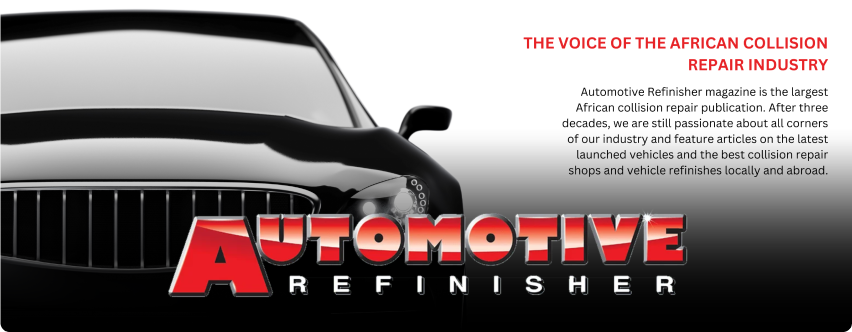 THE VOICE OF THE AFRICAN COLLISION
REPAIR INDUSTRY
Automotive Refinisher magazine is the largest
African collision repair publication. After three
decades, we are still passionate about all corners
of our industry and feature articles on the latest
launched vehicles and the best collision repair
shops and vehicle refinishes locally and abroad.
AUTOMOTIVE
REFINISHER